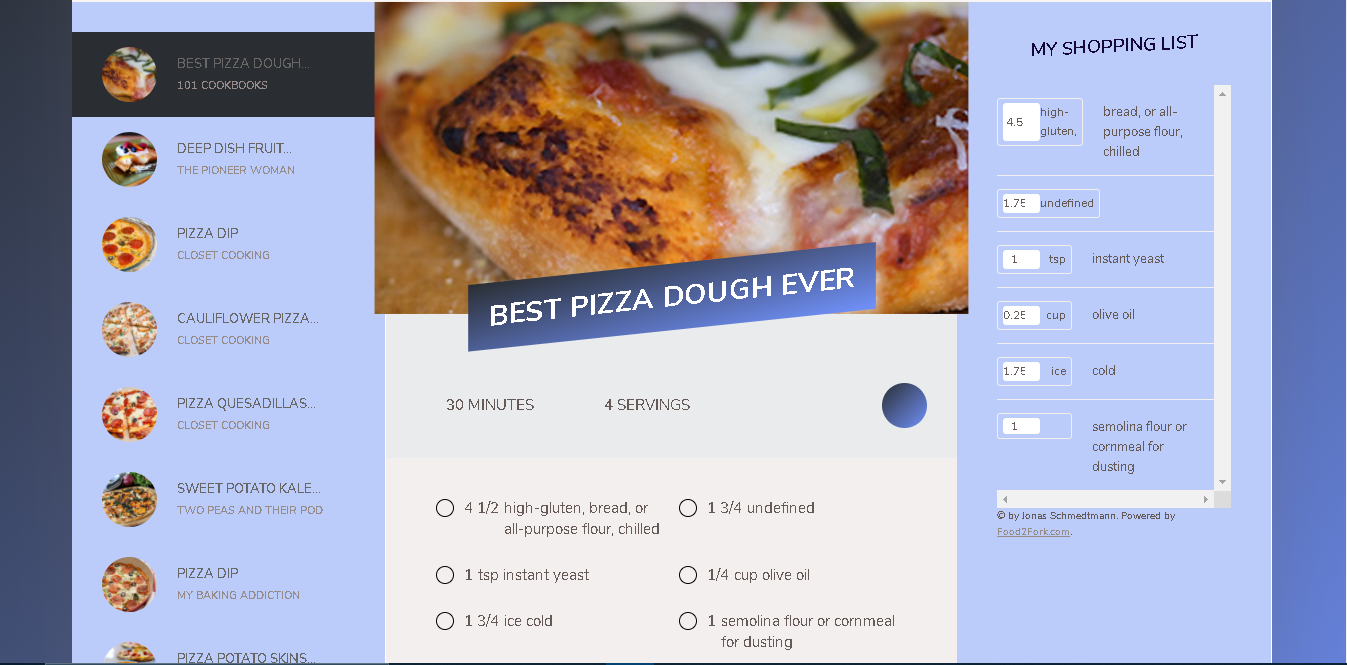 BEST PIZZA DOUGH...
101 COOKBOOKS
DEEP DISH FRUIT...
THE PIONEER WOMAN
PIZZA DIP
CLOSET COOKING
CAULIFLOWER PIZZA...
CLOSET COOKING
PIZZA QUESADILLAS...
CLOSET COOKING
SWEET POTATO KALE...
TWO PEAS AND THEIR POD
PIZZA DIP
MY BAKING ADDICTION
PIZZA POTATO SKINS...
BEST PIZZA DOUGH EVER
30 MINUTES
4 SERVINGS
4 1/2 high-gluten, bread, or
all-purpose flour, chilled
1 3/4 undefined
1 tsp instant yeast
1/4 cup olive oil
1 3/4 ice cold
1 semolina flour or cornmeal
for dusting
MY SHOPPING LIST
4.5 high-
gluten,
bread, or all-
purpose flour,
chilled
1.75 undefined
1 tsp instant yeast
0.25 cup olive oil
1.75 ice cold
1 semolina flour or
cornmeal for
dusting
© by Jonas Schmedtmann. Powered by
Food2Fork.com.